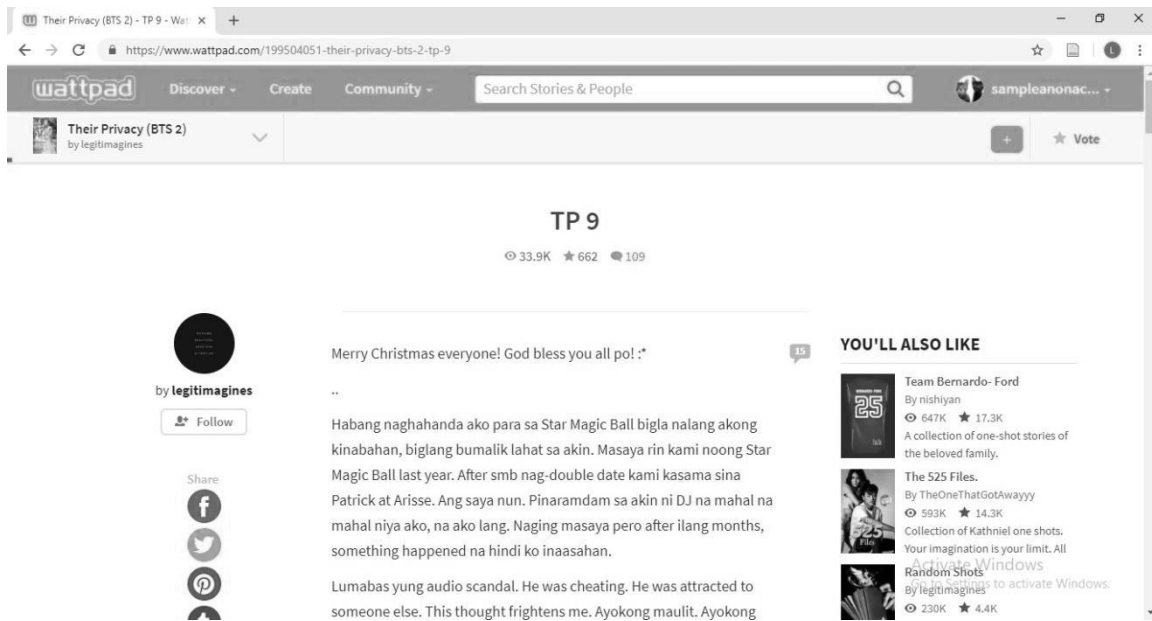 Their Privacy (BTS 2) - TP 9 - Wat
https://www.wattpad.com/199504051-their-privacy-bts-2-tp-9
L
wattpad Discover Create Community Search Stories & People sampleanonac...
Their Privacy (BTS 2)
by legitimagines
+ Vote
TP 9
33.9K 662 109
by legitimagines
Follow
Share
Merry Christmas everyone! God bless you all po! :* 15
..
Habang naghahanda ako para sa Star Magic Ball bigla nalang akong
kinabahan, biglang bumalik lahat sa akin. Masaya rin kami noong Star
Magic Ball last year. After smb nag-double date kami kasama sina
Patrick at Arisse. Ang saya nun. Pinaramdam sa akin ni DJ na mahal na
mahal niya ako, na ako lang. Naging masaya pero after ilang months,
something happened na hindi ko inaasahan.
Lumabas yung audio scandal. He was cheating. He was attracted to
someone else. This thought frightens me. Ayokong maulit. Ayokong
YOU'LL ALSO LIKE
25
Team Bernardo- Ford
By nishiyan
647K 17.3K
A collection of one-shot stories of
the beloved family.
525
Files
The 525 Files.
By TheOneThatGotAwayyy
593K 14.3K
Collection of Kathniel one shots.
Your imagination is your limit. All
Random Shots
By legitimagines
230K 4.4K
Activate Windows
Go to Settings to activate Windows.